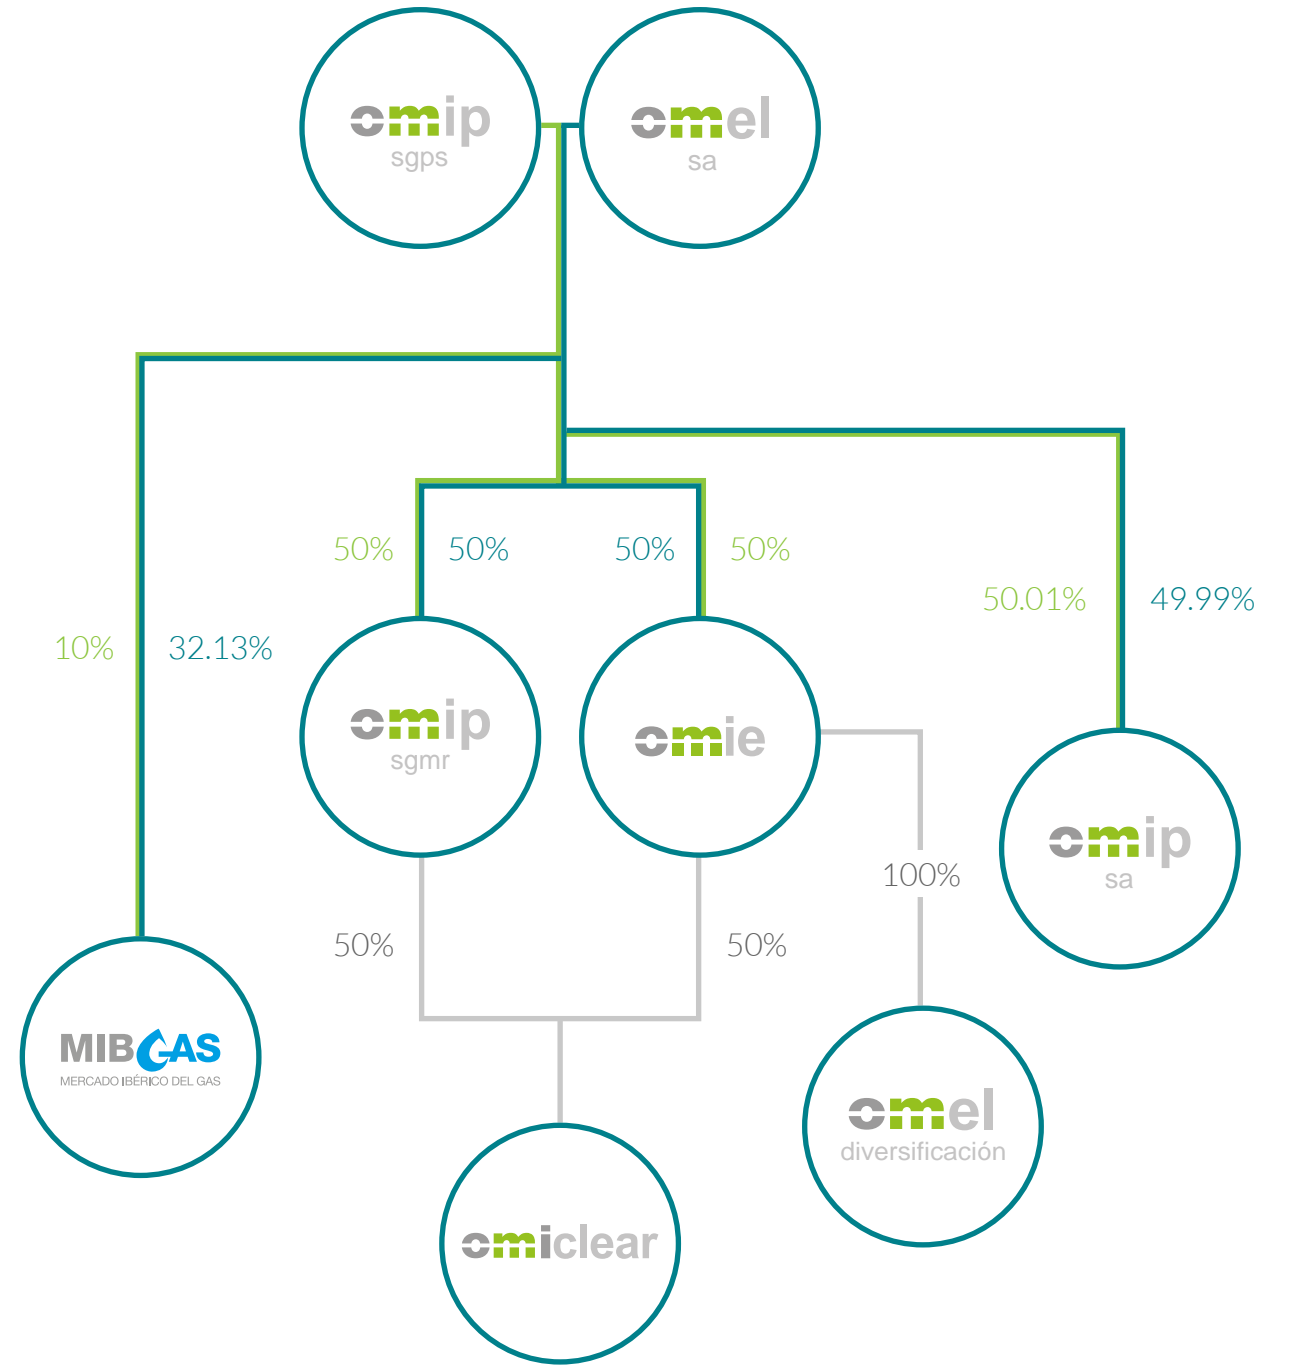 omip
sgps
omel
sa
50%
50%
50%
50%
50.01%
49.99%
10%
32.13%
omip
sgmr
omie
omip
sa
100%
50%
50%
MIBGAS
MERCADO IBÉRICO DEL GAS
omel
diversificación
omiclear